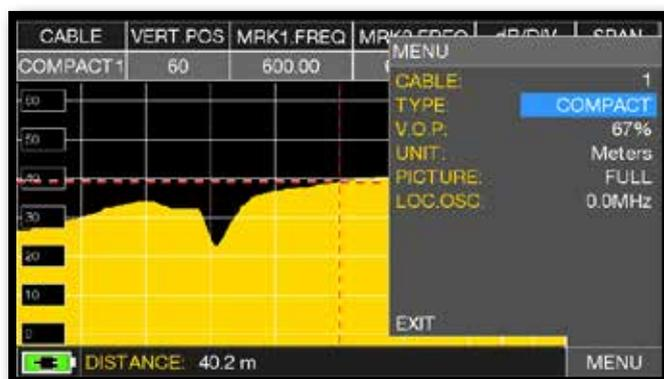 CABLE VERT.POS MRK1.FREQ MRK2.FREQ dB/DIV SPAN
COMPACT1 60 600.00
MENU
CABLE: 1
TYPE COMPACT
V.O.P.: 67%
UNIT: Meters
PICTURE: FULL
LOC.OSC. 0.0MHz
EXIT
60
50
40
30
20
10
0
DISTANCE: 40.2 m
MENU